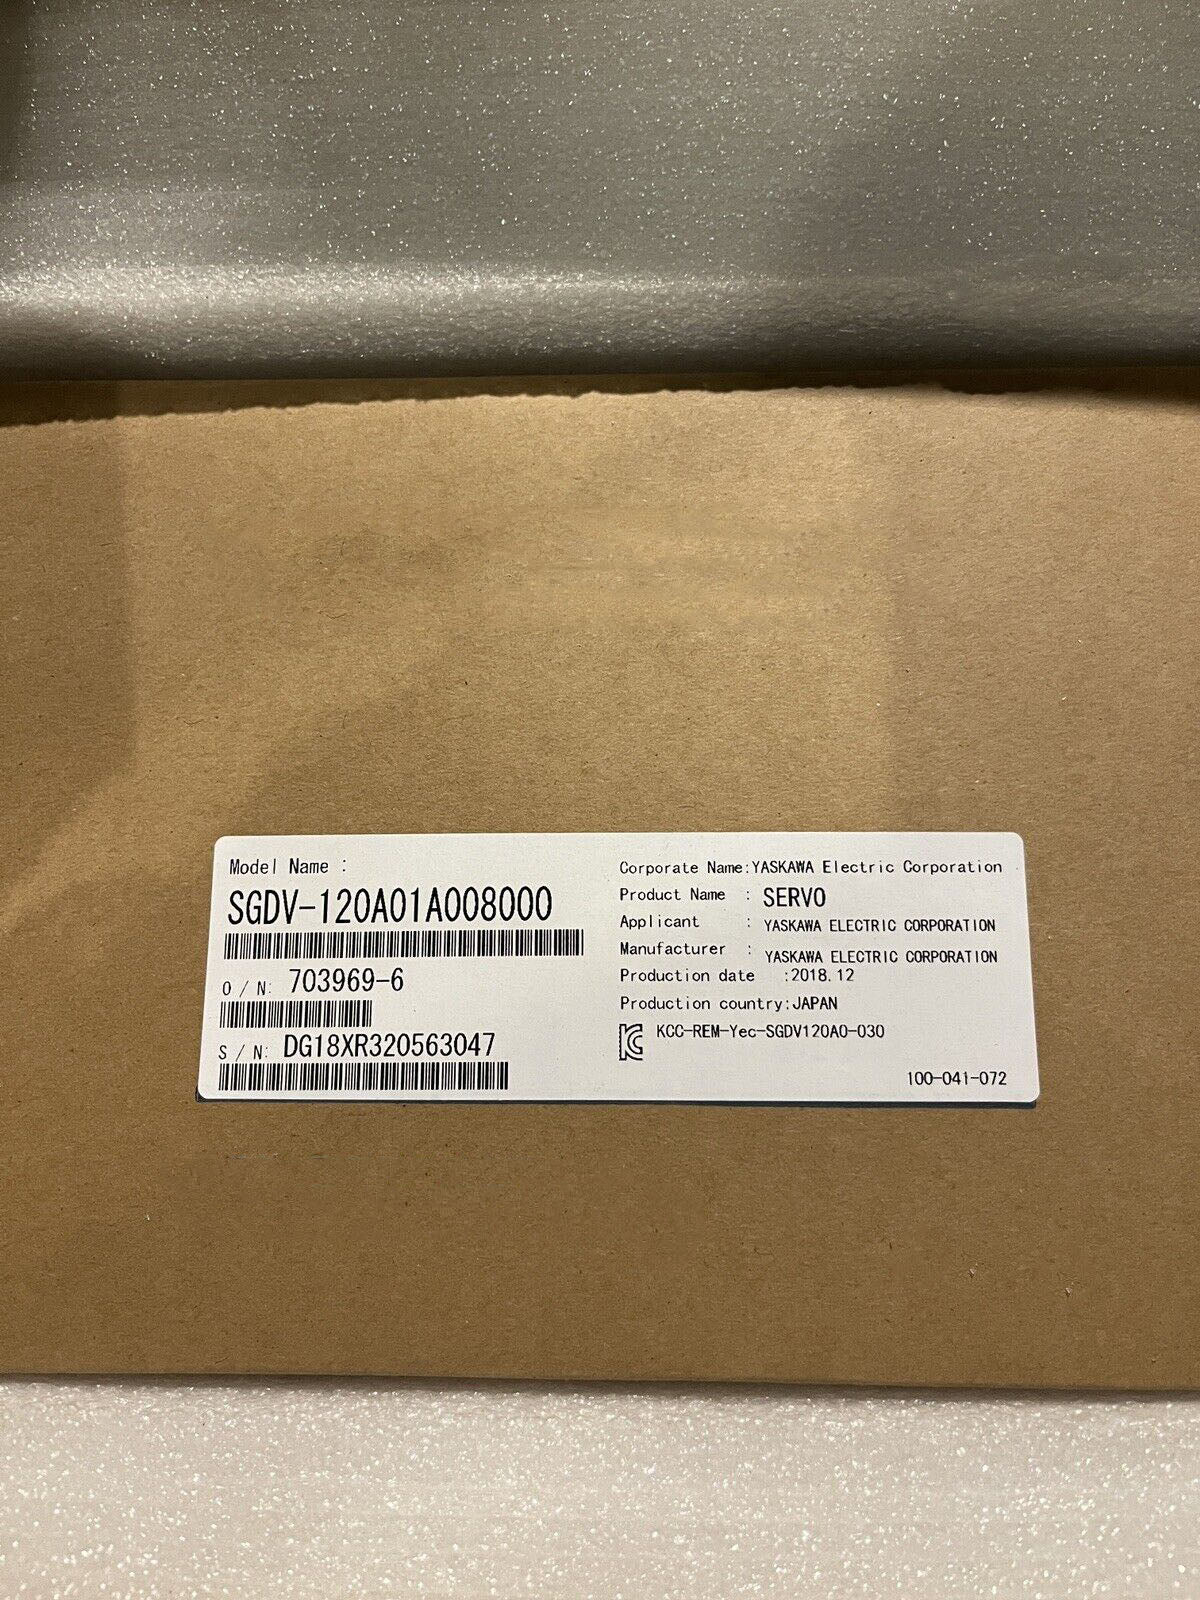 Model Name :
SGDV-120A01A008000
O / N: 703969-6
S / N: DG18XR320563047
Corporate Name:YASKAWA Electric Corporation
Product Name : SERVO
Applicant : YASKAWA ELECTRIC CORPORATION
Manufacturer : YASKAWA ELECTRIC CORPORATION
Production date :2018.12
Production country:JAPAN
KCC-REM-Yec-SGDV120A0-030
100-041-072